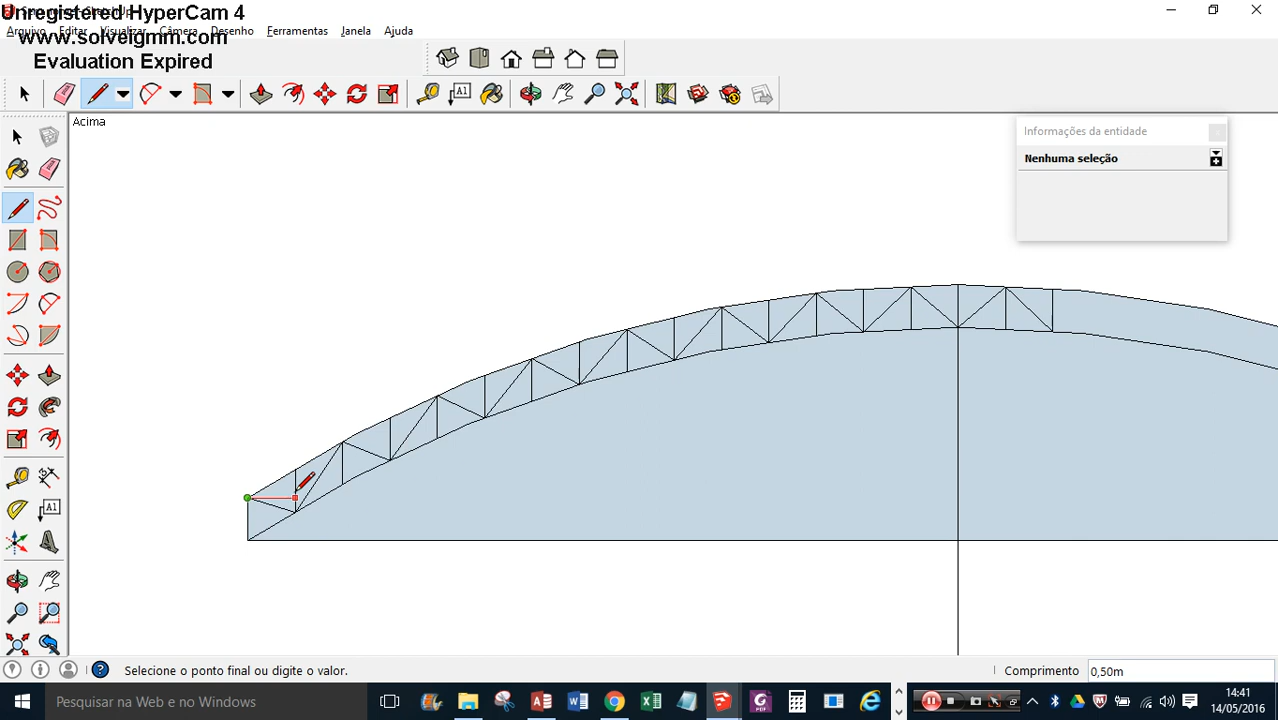 Unregistered HyperCam 4
www.solveigmm.com
Evaluation Expired
Arquivo Editar Visualizar Câmera Desenho Ferramentas Janela Ajuda
A1
Acima
Informações da entidade
Nenhuma seleção
A1
A
Selecione o ponto final ou digite o valor.
Comprimento 0,50m
Pesquisar na Web e no Windows
14:41
14/05/2016